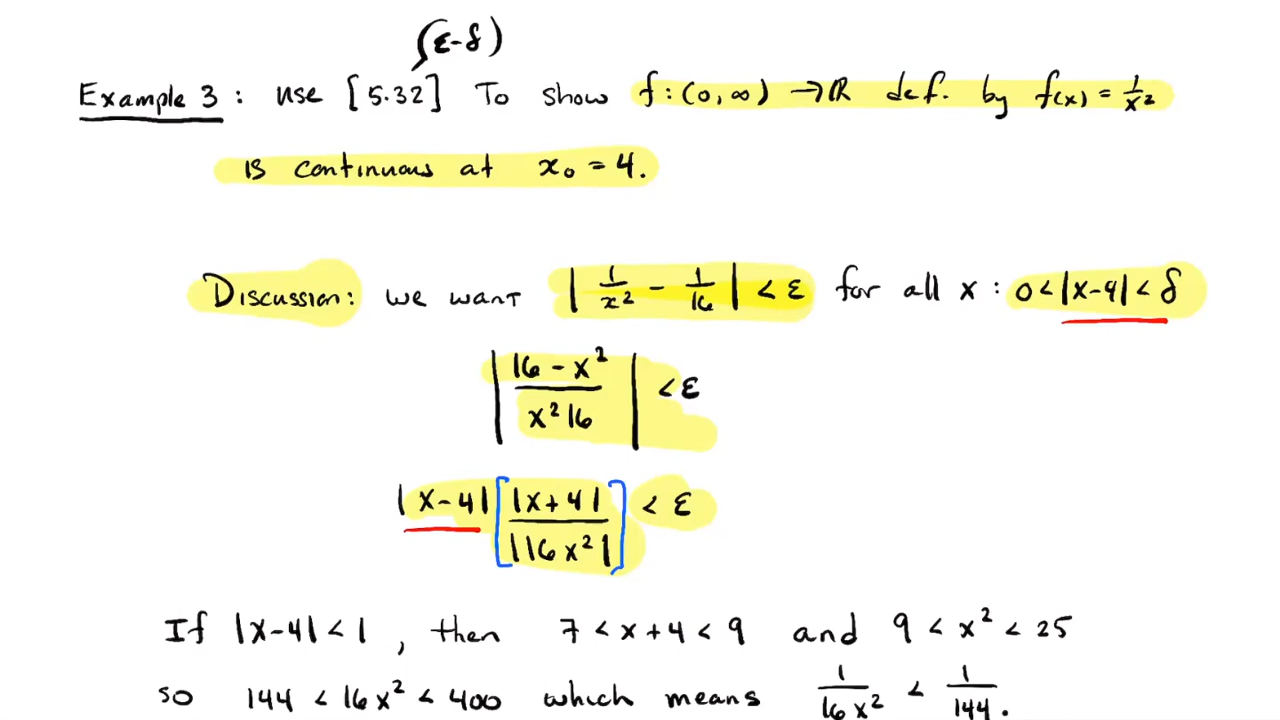 (ε-δ)
Example 3: use [5.32] To show f:(0,∞) → ℝ def. by f(x) = 1/x²
is continuous at x₀ = 4.
Discussion: we want |1/x² - 1/16| < ε for all x: 0 < |x-4| < δ
|(16 - x²)/(x² 16)| < ε
|x-4| [|x+4|/|16x²|] < ε
If |x-4| < 1, then 7 < x+4 < 9 and 9 < x² < 25
so 144 < 16x² < 400 which means 1/(16x²) < 1/144.